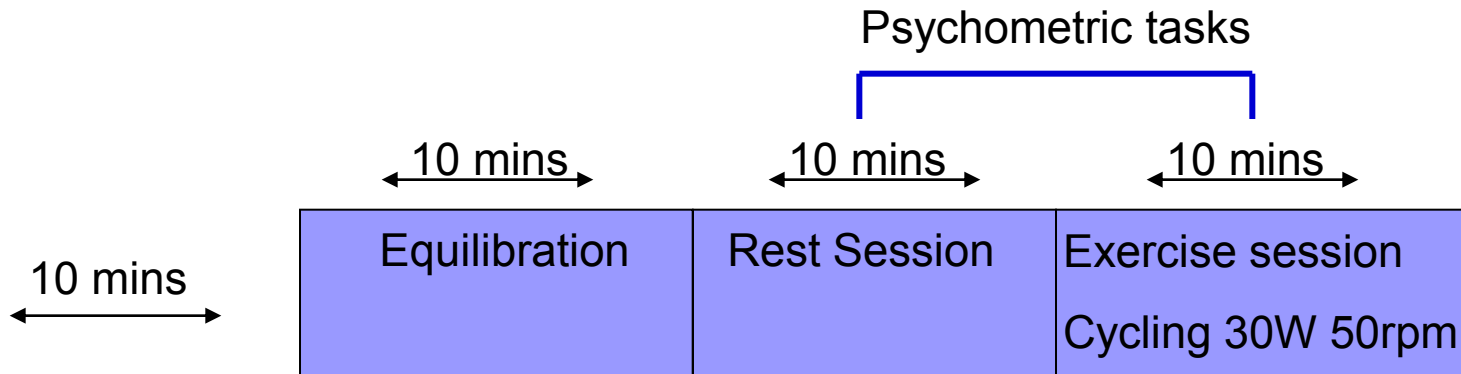 Psychometric tasks
10 mins
10 mins
10 mins
Equilibration
Rest Session
Exercise session
10 mins
Cycling 30W 50rpm